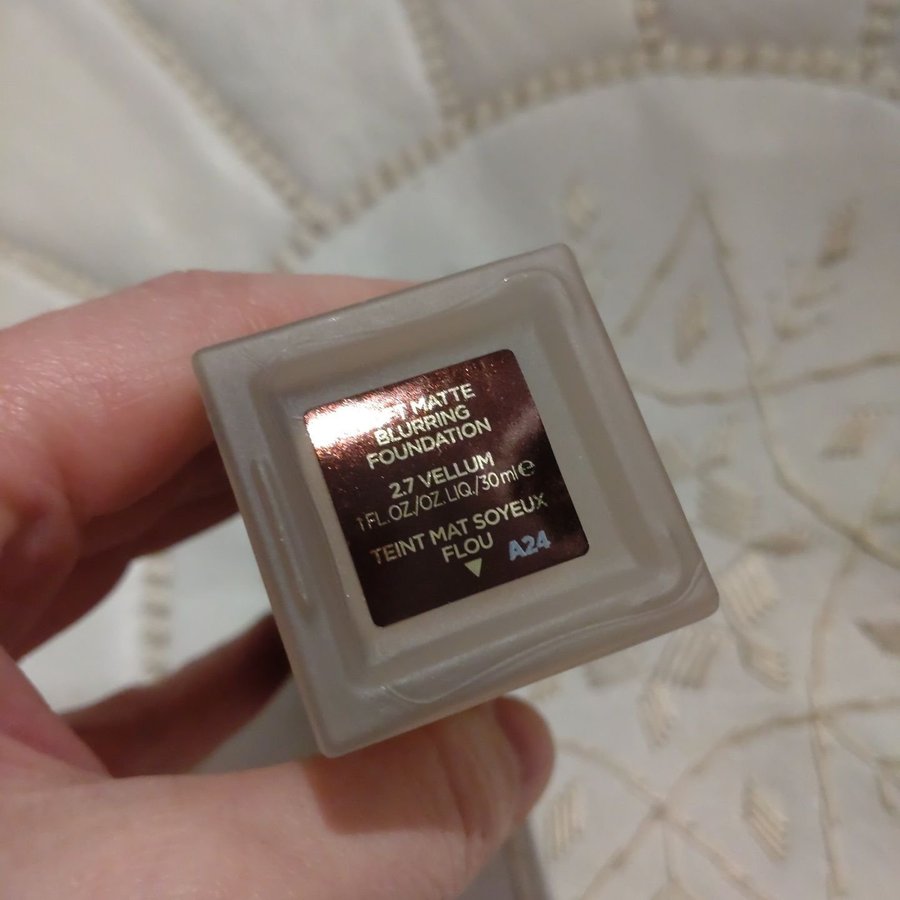 MATTE
BLURRING
FOUNDATION
2.7 VELLUM
1 FL.OZ./OZ.LIQ./30ml e
TEINT MAT SOYEUX
FLOU
A24